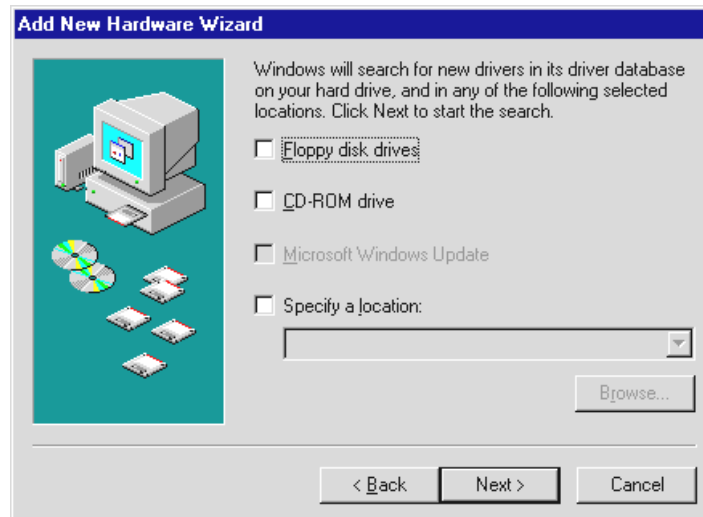 Add New Hardware Wizard
Windows will search for new drivers in its driver database
on your hard drive, and in any of the following selected
locations. Click Next to start the search.
Floppy disk drives
CD-ROM drive
Microsoft Windows Update
Specify a location:
Browse...
< Back
Next >
Cancel